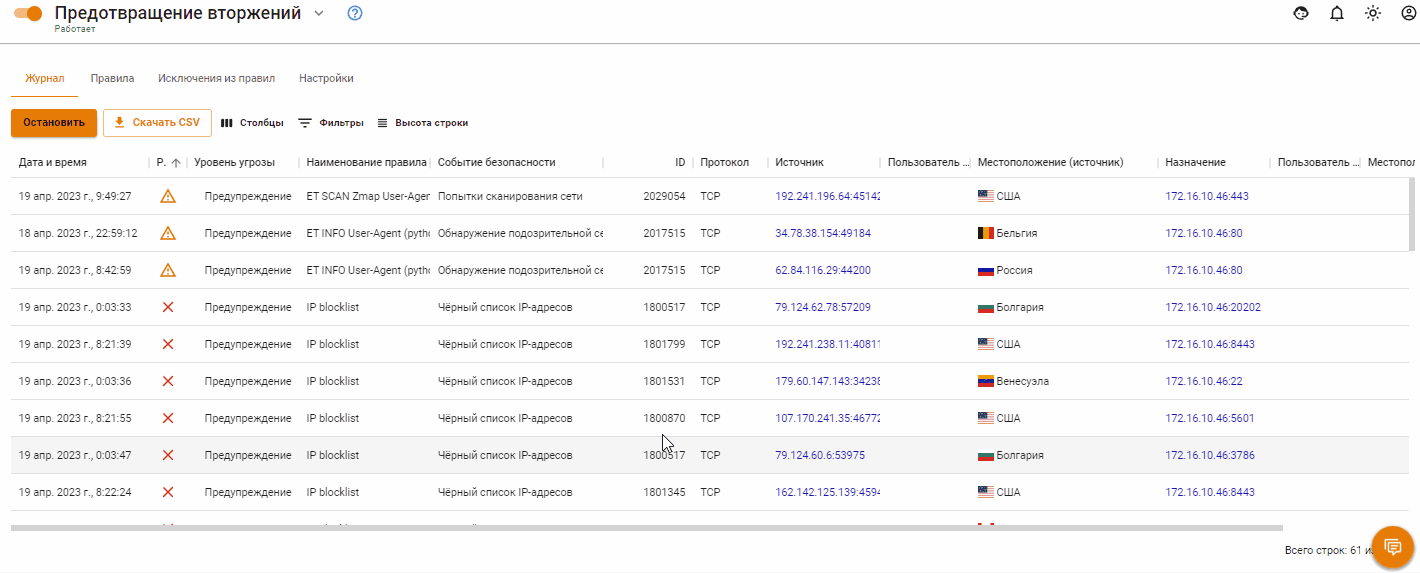 Предотвращение вторжений
Работает
Журнал Правила Исключения из правил Настройки
Остановить Скачать CSV Столбцы Фильтры Высота строки
Дата и время Р. Уровень угрозы Наименование правила Событие безопасности ID Протокол Источник Пользователь ... Местоположение (источник) Назначение Пользователь ... Местопол
19 апр. 2023 г., 9:49:27 Предупреждение ET SCAN Zmap User-Agen Попытки сканирования сети 2029054 TCP 192.241.196.64:45142 США 172.16.10.46:443
18 апр. 2023 г., 22:59:12 Предупреждение ET INFO User-Agent (pytho Обнаружение подозрительной се 2017515 TCP 34.78.38.154:49184 Бельгия 172.16.10.46:80
19 апр. 2023 г., 8:42:59 Предупреждение ET INFO User-Agent (pytho Обнаружение подозрительной се 2017515 TCP 62.84.116.29:44200 Россия 172.16.10.46:80
19 апр. 2023 г., 0:03:33 Предупреждение IP blocklist Чёрный список IP-адресов 1800517 TCP 79.124.62.78:57209 Болгария 172.16.10.46:20202
19 апр. 2023 г., 8:21:39 Предупреждение IP blocklist Чёрный список IP-адресов 1801799 TCP 192.241.238.11:40811 США 172.16.10.46:8443
19 апр. 2023 г., 0:03:36 Предупреждение IP blocklist Чёрный список IP-адресов 1801531 TCP 179.60.147.143:34238 Венесуэла 172.16.10.46:22
19 апр. 2023 г., 8:21:55 Предупреждение IP blocklist Чёрный список IP-адресов 1800870 TCP 107.170.241.35:46772 США 172.16.10.46:5601
19 апр. 2023 г., 0:03:47 Предупреждение IP blocklist Чёрный список IP-адресов 1800517 TCP 79.124.60.6:53975 Болгария 172.16.10.46:3786
19 апр. 2023 г., 8:22:24 Предупреждение IP blocklist Чёрный список IP-адресов 1801345 TCP 162.142.125.139:4594 США 172.16.10.46:8443
Всего строк: 61 из